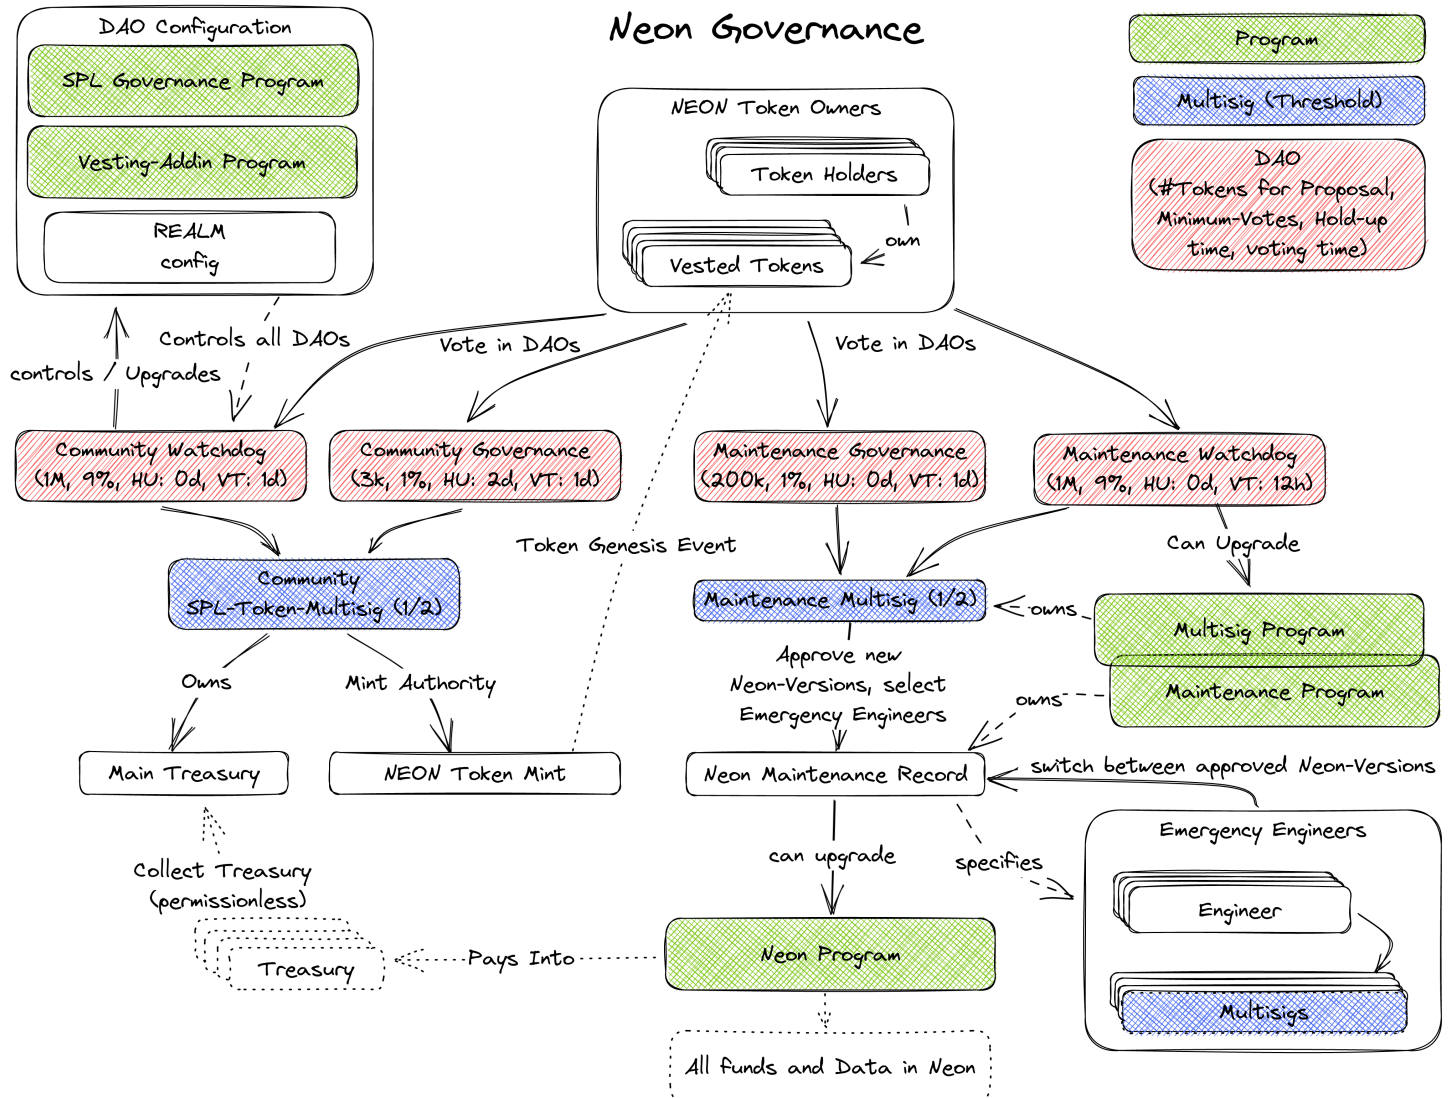 Neon Governance
DAO Configuration
SPL Governance Program
Vesting-Addin Program
REALM
config
NEON Token Owners
Token Holders
own
Vested Tokens
Program
Multisig (Threshold)
DAO
(#Tokens for Proposal,
Minimum-Votes, Hold-up
time, voting time)
Controls all DAOs
controls / Upgrades
Vote in DAOs
Vote in DAOs
Community Watchdog
(1M, 9%, HU: 0d, VT: 1d)
Community Governance
(3k, 1%, HU: 2d, VT: 1d)
Maintenance Governance
(200k, 1%, HU: 0d, VT: 1d)
Maintenance Watchdog
(1M, 9%, HU: 0d, VT: 12h)
Token Genesis Event
Can Upgrade
Community
SPL-Token-Multisig (1/2)
Maintenance Multisig (1/2)
owns
Multisig Program
Maintenance Program
owns
Owns
Mint Authority
Approve new
Neon-Versions, select
Emergency Engineers
Main Treasury
NEON Token Mint
Neon Maintenance Record
switch between approved Neon-Versions
Emergency Engineers
Engineer
Multisigs
can upgrade
specifies
Collect Treasury
(permissionless)
Treasury
Pays Into
Neon Program
All funds and Data in Neon